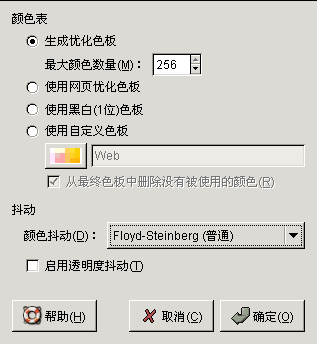 颜色表
生成优化色板
最大颜色数量(M): 256
使用网页优化色板
使用黑白(1位)色板
使用自定义色板
Web
从最终色板中删除没有被使用的颜色(R)
抖动
颜色抖动(D): Floyd-Steinberg (普通)
启用透明度抖动(T)
帮助(H) 取消(C) 确定(O)